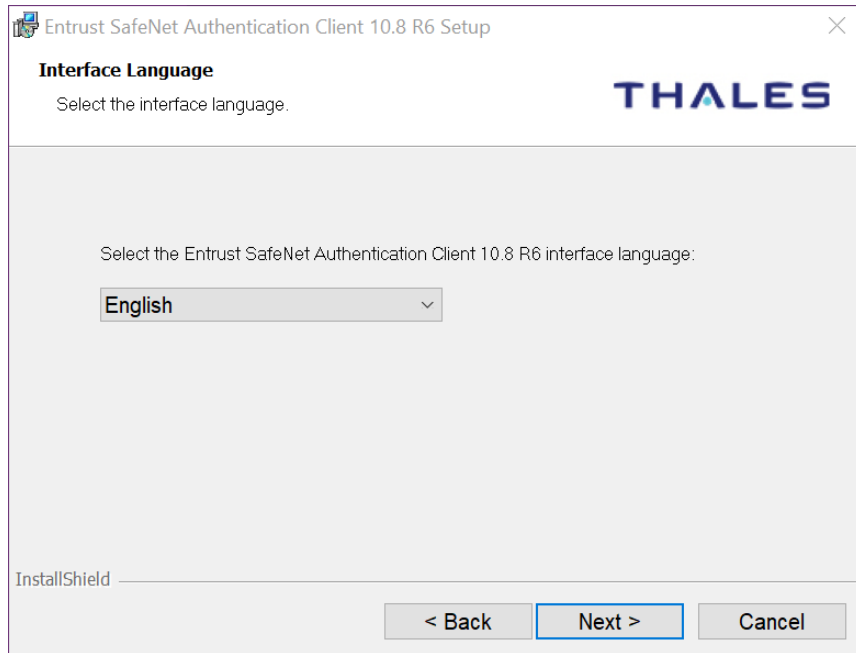 Entrust SafeNet Authentication Client 10.8 R6 Setup
Interface Language
Select the interface language.
THALES
Select the Entrust SafeNet Authentication Client 10.8 R6 interface language:
English
InstallShield
< Back
Next >
Cancel